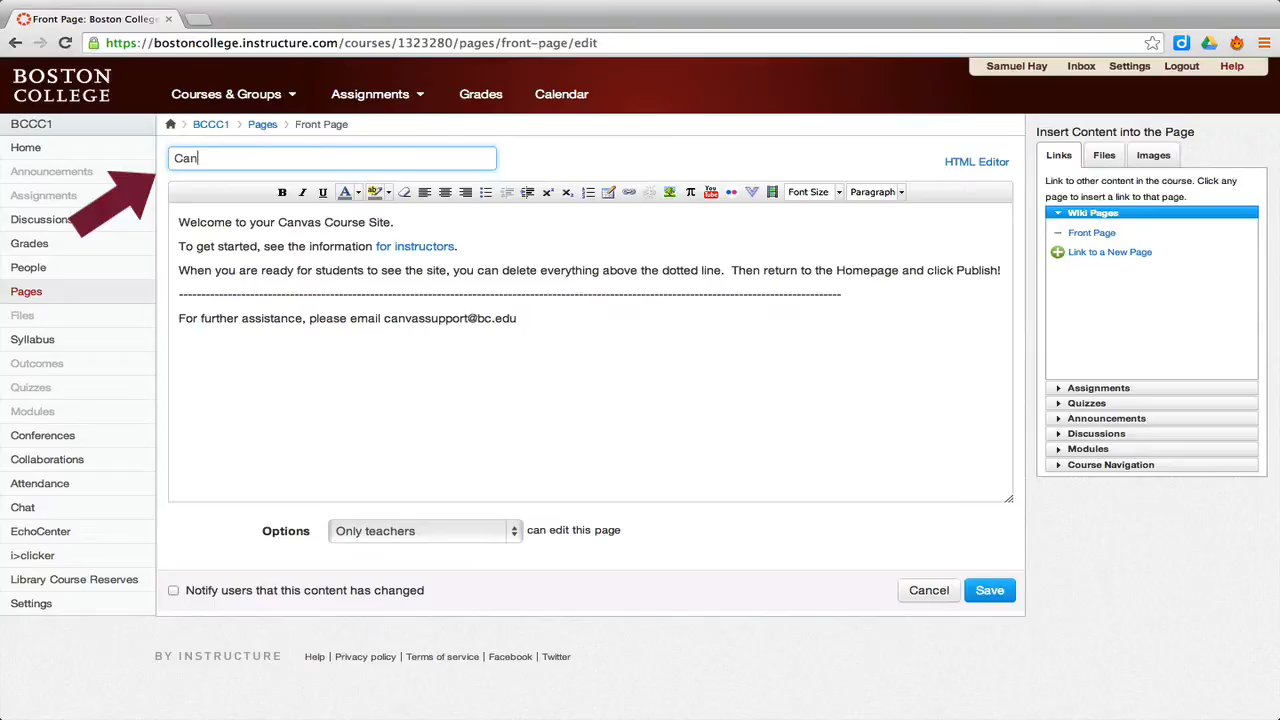 Front Page: Boston College
https://bostoncollege.instructure.com/courses/1323280/pages/front-page/edit
BOSTON COLLEGE
Samuel Hay Inbox Settings Logout Help
Courses & Groups Assignments Grades Calendar
BCCC1
Home
Announcements
Assignments
Discussions
Grades
People
Pages
Files
Syllabus
Outcomes
Quizzes
Modules
Conferences
Collaborations
Attendance
Chat
EchoCenter
i>clicker
Library Course Reserves
Settings
BCCC1 > Pages > Front Page
Can
HTML Editor
B I U A ab π You Tube Font Size Paragraph
Welcome to your Canvas Course Site.
To get started, see the information for instructors.
When you are ready for students to see the site, you can delete everything above the dotted line. Then return to the Homepage and click Publish!
For further assistance, please email canvassupport@bc.edu
Options Only teachers can edit this page
Notify users that this content has changed
Cancel Save
Insert Content into the Page
Links Files Images
Link to other content in the course. Click any
page to insert a link to that page.
Wiki Pages
Front Page
Link to a New Page
Assignments
Quizzes
Announcements
Discussions
Modules
Course Navigation
BY INSTRUCTURE Help | Privacy policy | Terms of service | Facebook | Twitter